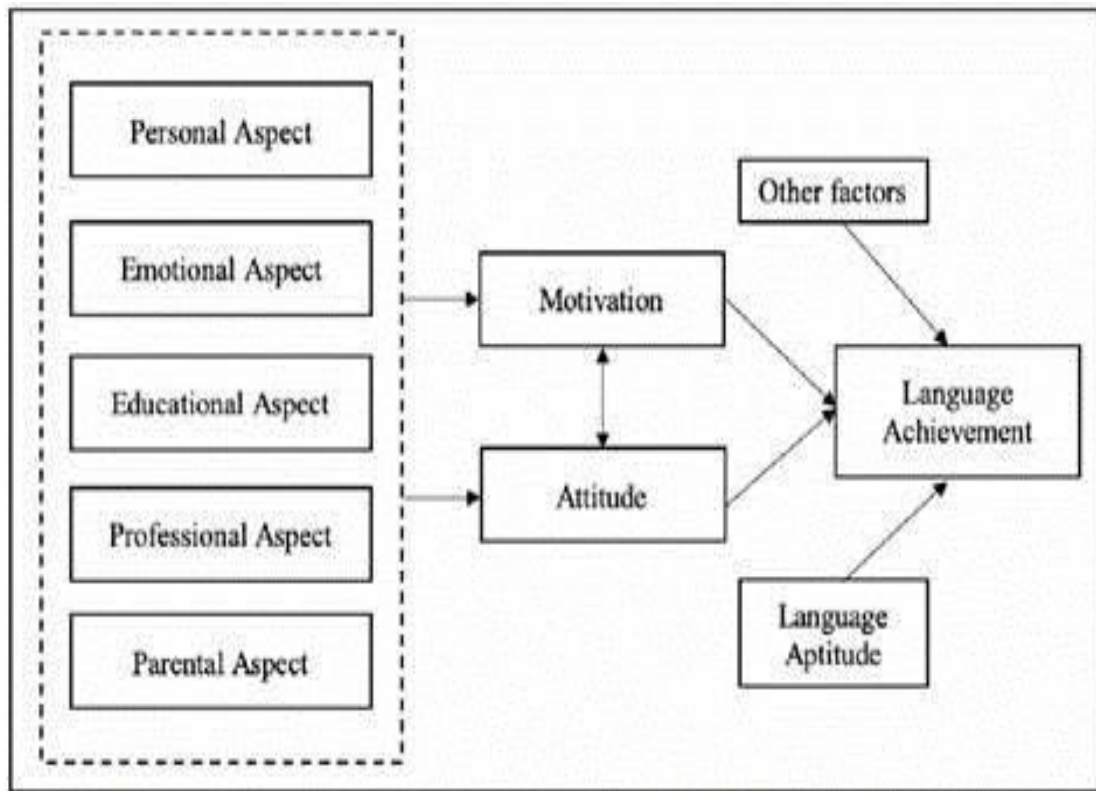 Personal Aspect
Emotional Aspect
Educational Aspect
Professional Aspect
Parental Aspect
Motivation
Attitude
Other factors
Language
Achievement
Language
Aptitude